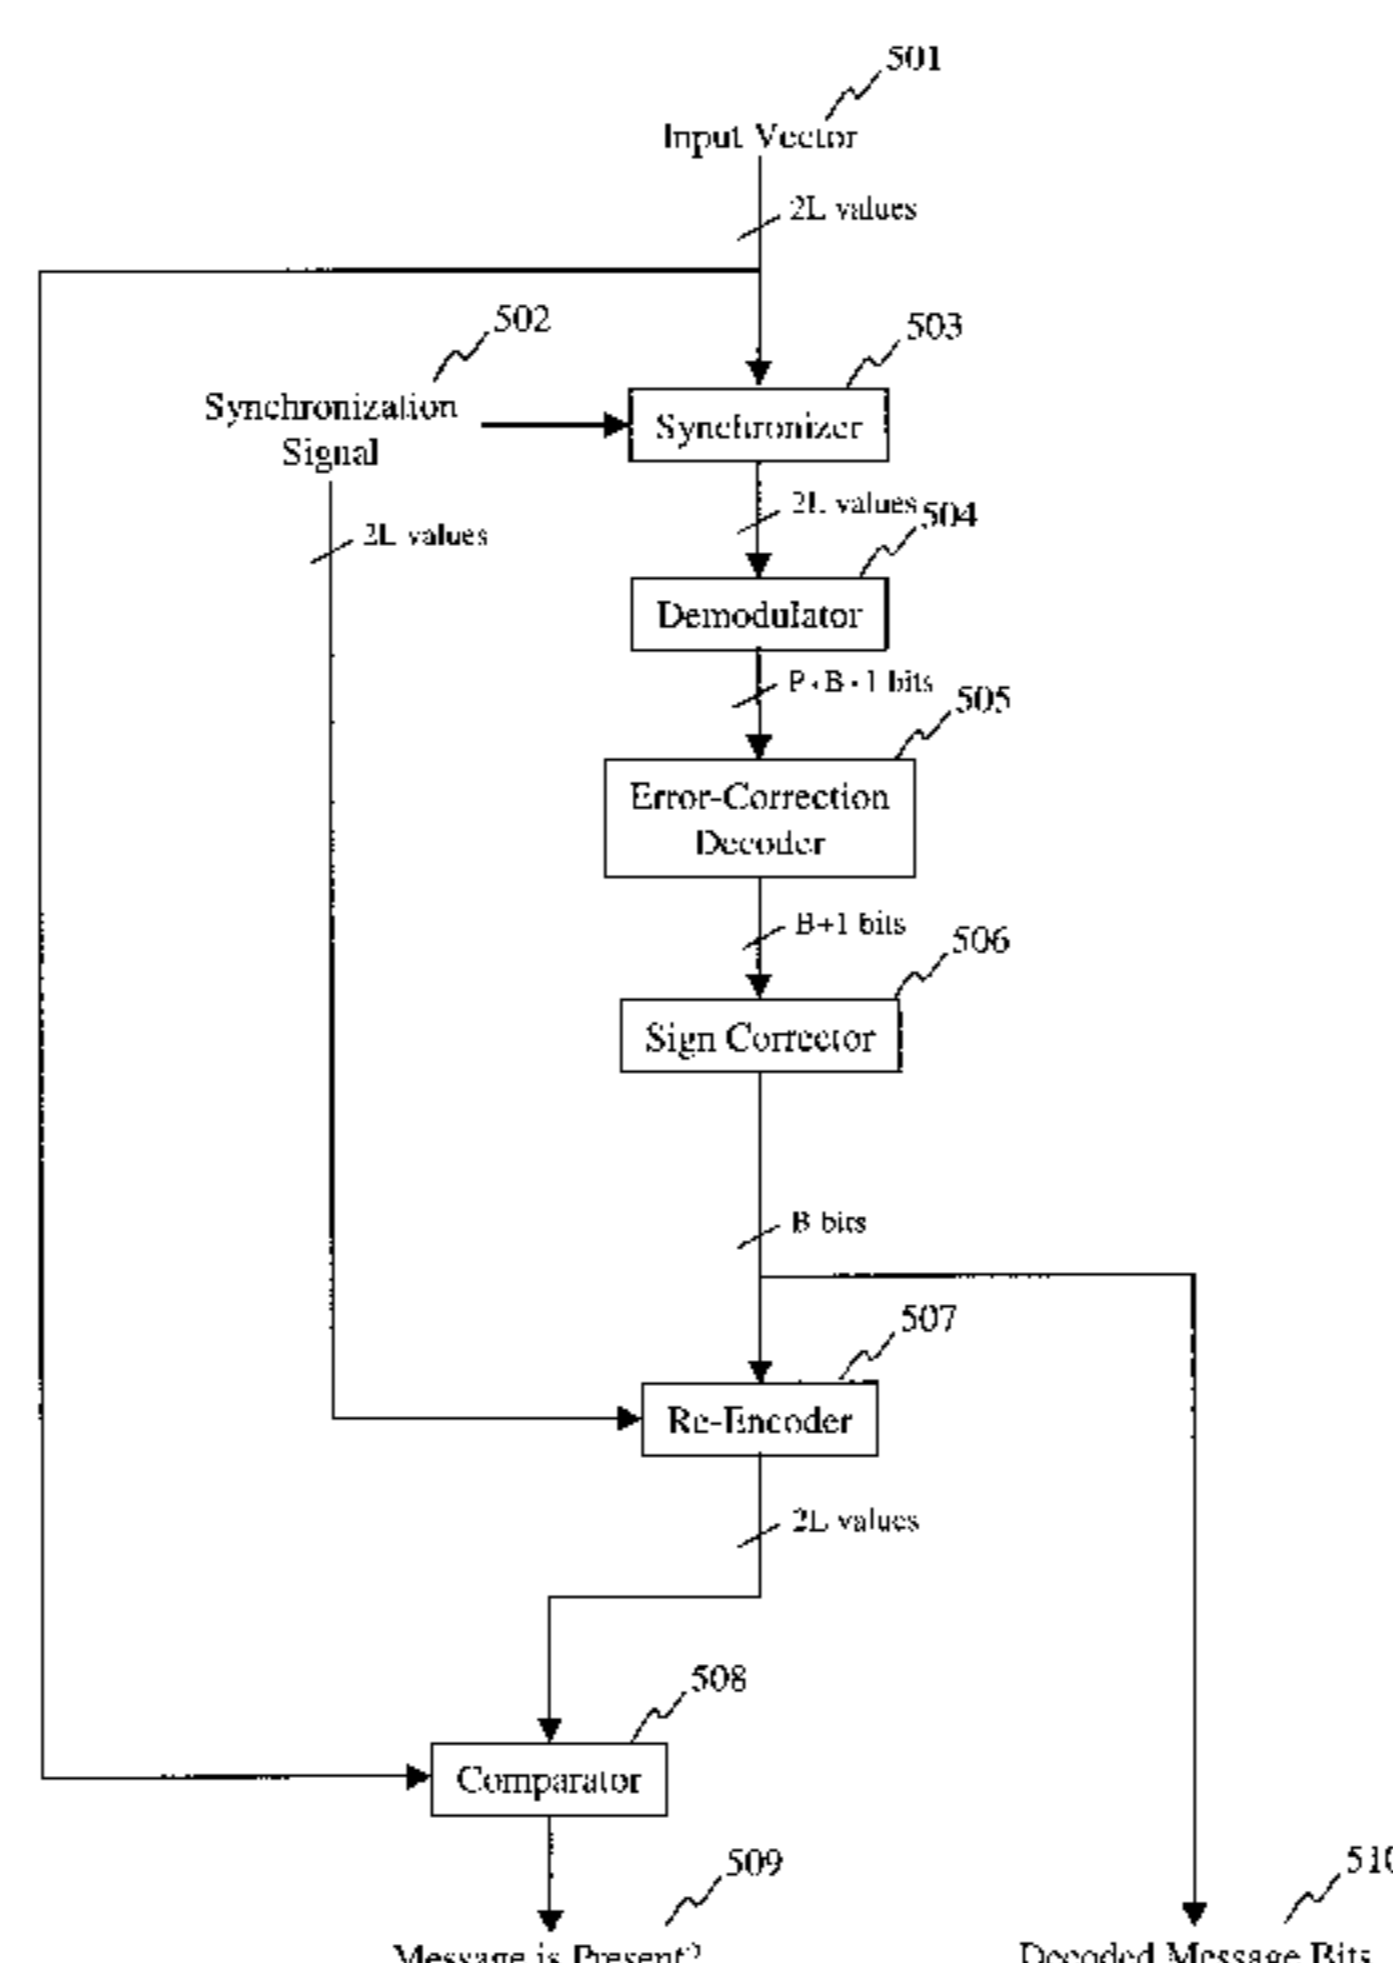 501
Input Vector
2L values
502
503
Synchronization
Signal
Synchronizer
2L values
2L values
504
Demodulator
P+B+1 bits
505
Error-Correction
Decoder
B+1 bits
506
Sign Corrector
B bits
507
Re-Encoder
2L values
508
Comparator
509
510
Message is Present?
Decoded Message Bits